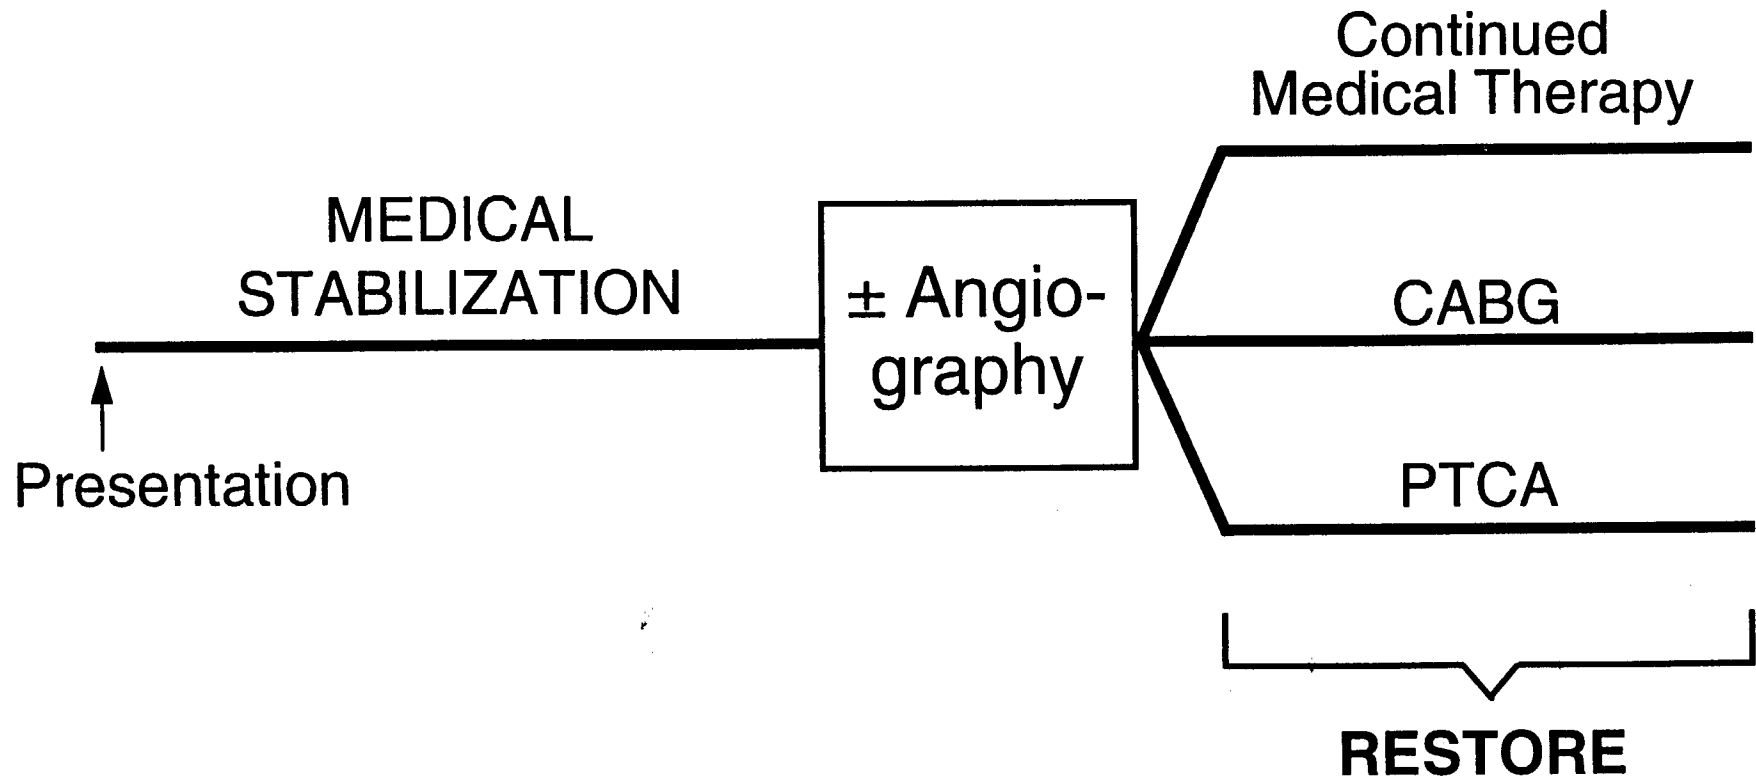 Continued
Medical Therapy
MEDICAL
STABILIZATION
± Angio-
graphy
CABG
Presentation
PTCA
RESTORE